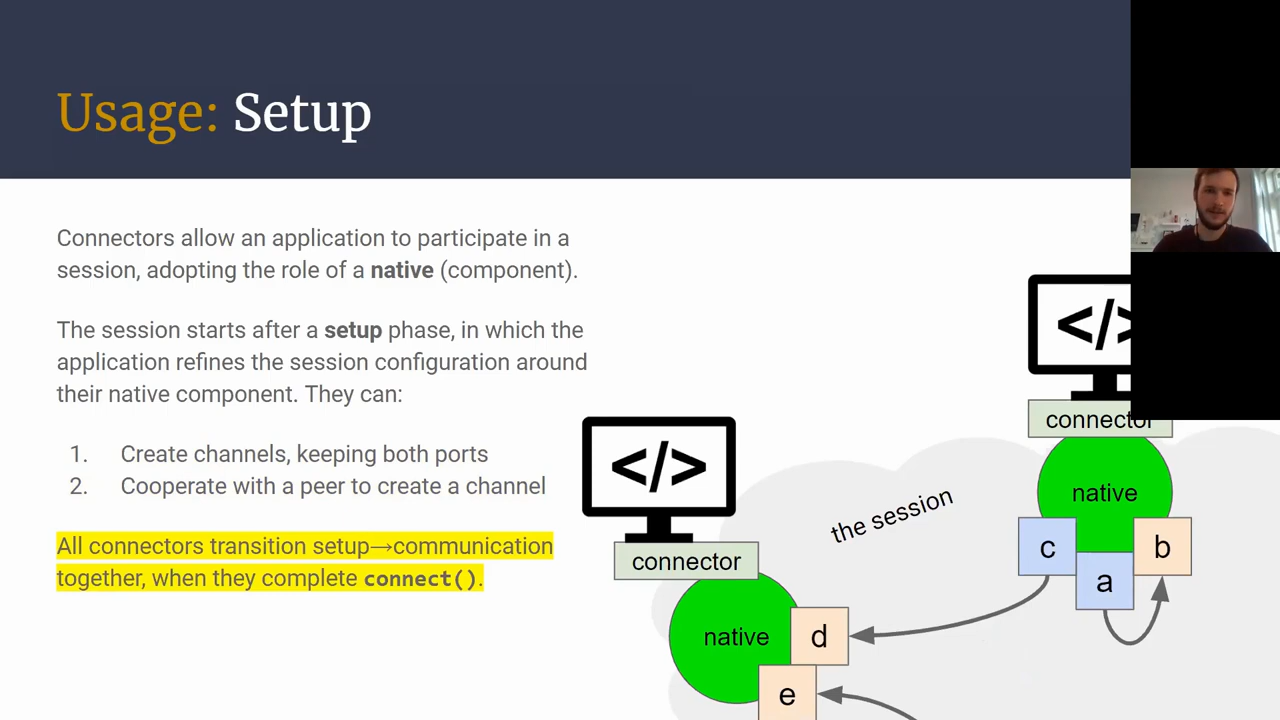 Usage: Setup
Connectors allow an application to participate in a
session, adopting the role of a native (component).
The session starts after a setup phase, in which the
application refines the session configuration around
their native component. They can:
1. Create channels, keeping both ports
2. Cooperate with a peer to create a channel
All connectors transition setup→communication
together, when they complete connect().
</>
connector
native
d
e
the session
</>
connector
native
c
a
b